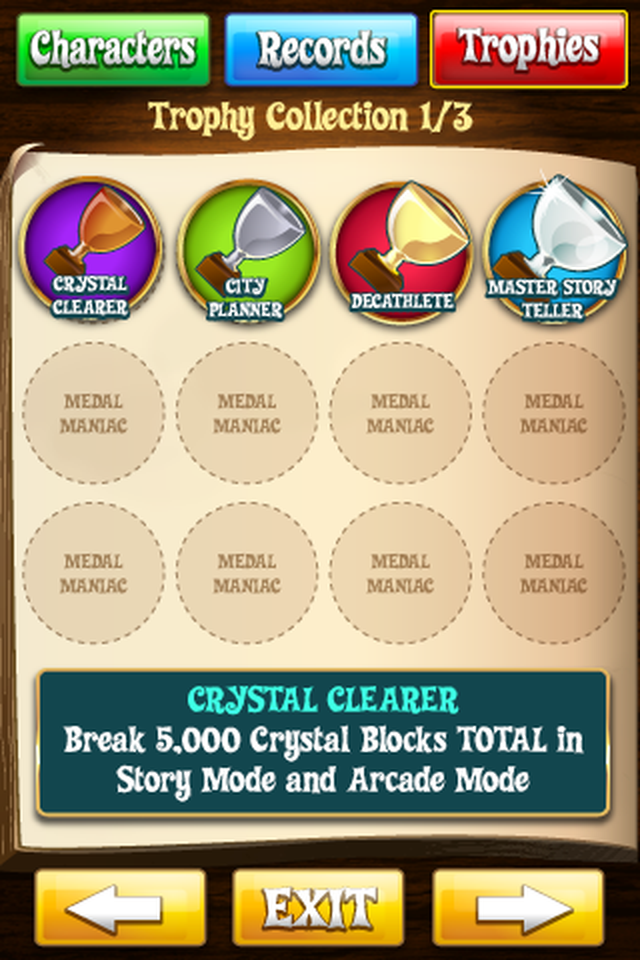 Characters Records Trophies
Trophy Collection 1/3
CRYSTAL CLEARER
CITY PLANNER
DECATHLETE
MASTER STORY TELLER
MEDAL MANIAC
MEDAL MANIAC
MEDAL MANIAC
MEDAL MANIAC
MEDAL MANIAC
MEDAL MANIAC
MEDAL MANIAC
MEDAL MANIAC
CRYSTAL CLEARER
Break 5,000 Crystal Blocks TOTAL in
Story Mode and Arcade Mode
EXIT